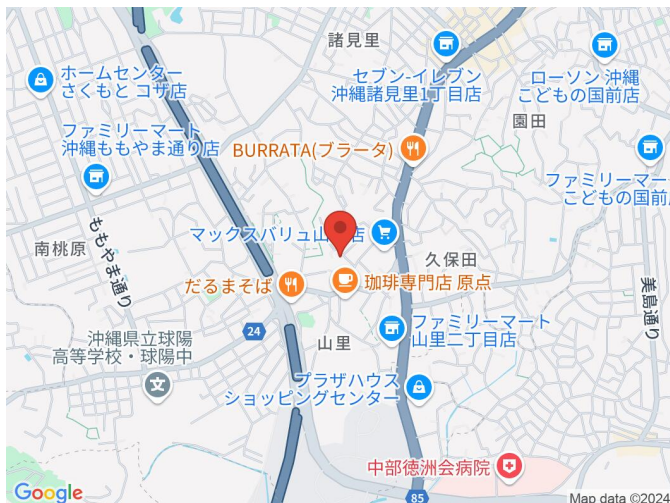 諸見里
ホームセンター
さくもと コザ店
セブン-イレブン
沖縄諸見里1丁目店
ローソン 沖縄
こどもの国前店
園田
ファミリーマート
沖縄ももやま通り店
BURRATA(ブラータ)
ファミリーマー
こどもの国前
南桃原
ももやま通り
マックスバリュ山
店
久保田
だるまそば
珈琲専門店 原点
美島通り
24
沖縄県立球陽
高等学校・球陽中
山里
ファミリーマート
山里二丁目店
プラザハウス
ショッピングセンター
中部徳洲会病院
85
Google
Map data ©2024